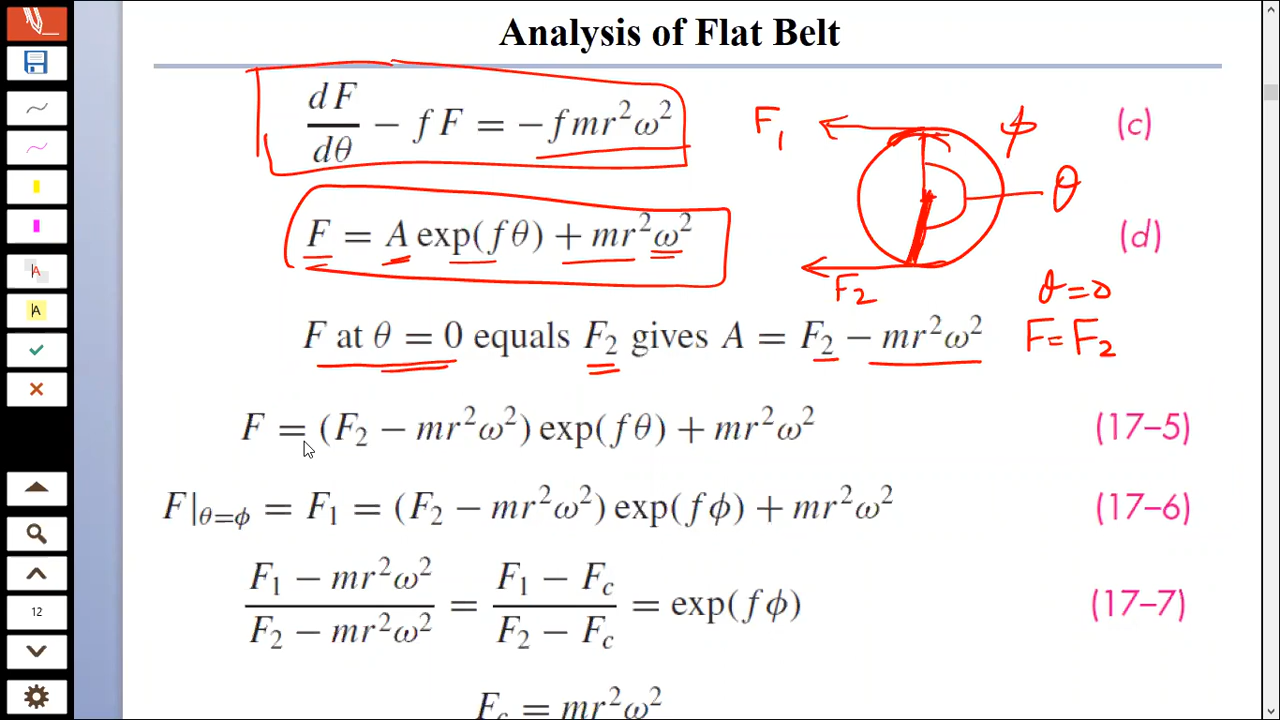 Analysis of Flat Belt
dF/dθ − fF = −fmr²ω² (c)
F₁
ϕ
θ
F = A exp(fθ) + mr²ω² (d)
F₂
θ=0
F at θ = 0 equals F₂ gives A = F₂ − mr²ω²
F=F₂
F = (F₂ − mr²ω²) exp(fθ) + mr²ω² (17–5)
F|θ=ϕ = F₁ = (F₂ − mr²ω²) exp(fϕ) + mr²ω² (17–6)
(F₁ − mr²ω²)/(F₂ − mr²ω²) = (F₁ − F_c)/(F₂ − F_c) = exp(fϕ) (17–7)
F_c = mr²ω²
A
A
12